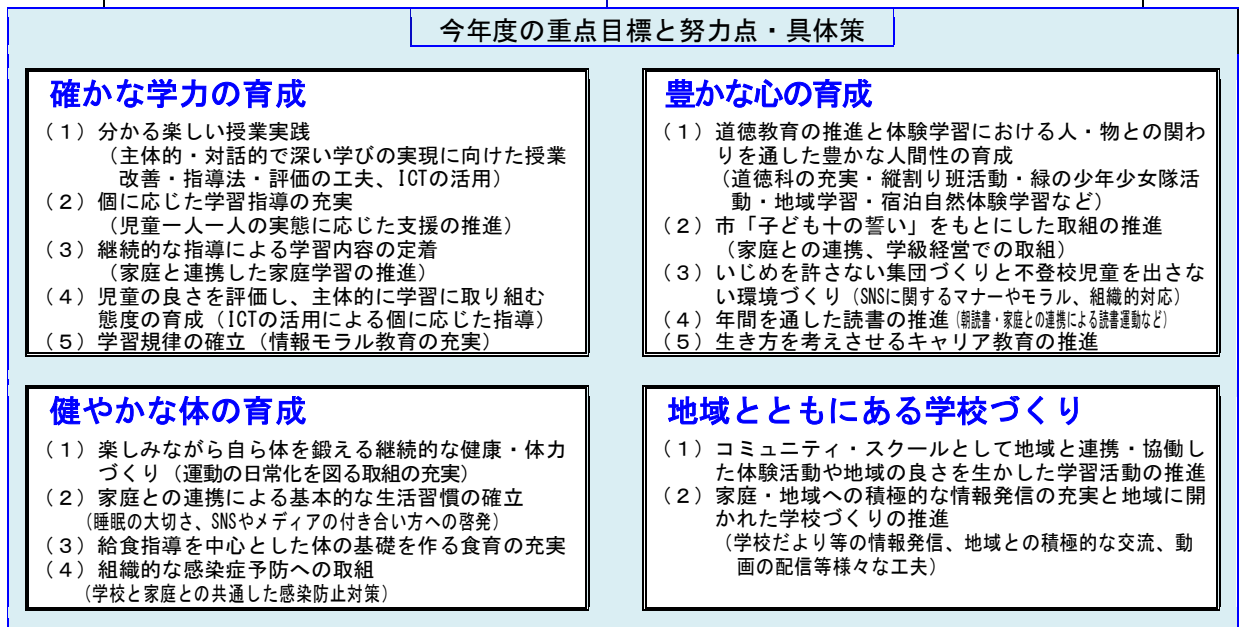 今年度の重点目標と努力点・具体策
確かな学力の育成
(1)分かる楽しい授業実践
(主体的・対話的で深い学びの実現に向けた授業
改善・指導法・評価の工夫、ICTの活用)
(2)個に応じた学習指導の充実
(児童一人一人の実態に応じた支援の推進)
(3)継続的な指導による学習内容の定着
(家庭と連携した家庭学習の推進)
(4)児童の良さを評価し、主体的に学習に取り組む
態度の育成(ICTの活用による個に応じた指導)
(5)学習規律の確立(情報モラル教育の充実)
豊かな心の育成
(1)道徳教育の推進と体験学習における人・物との関わ
りを通した豊かな人間性の育成
(道徳科の充実・縦割り班活動・緑の少年少女隊活
動・地域学習・宿泊自然体験学習など)
(2)市「子ども十の誓い」をもとにした取組の推進
(家庭との連携、学級経営での取組)
(3)いじめを許さない集団づくりと不登校児童を出さな
い環境づくり(SNSに関するマナーやモラル、組織的対応)
(4)年間を通した読書の推進(朝読書・家庭との連携による読書運動など)
(5)生き方を考えさせるキャリア教育の推進
健やかな体の育成
(1)楽しみながら自ら体を鍛える継続的な健康・体力
づくり(運動の日常化を図る取組の充実)
(2)家庭との連携による基本的な生活習慣の確立
(睡眠の大切さ、SNSやメディアの付き合い方への啓発)
(3)給食指導を中心とした体の基礎を作る食育の充実
(4)組織的な感染症予防への取組
(学校と家庭との共通した感染防止対策)
地域とともにある学校づくり
(1)コミュニティ・スクールとして地域と連携・協働し
た体験活動や地域の良さを生かした学習活動の推進
(2)家庭・地域への積極的な情報発信の充実と地域に開
かれた学校づくりの推進
(学校だより等の情報発信、地域との積極的な交流、動
画の配信等様々な工夫)